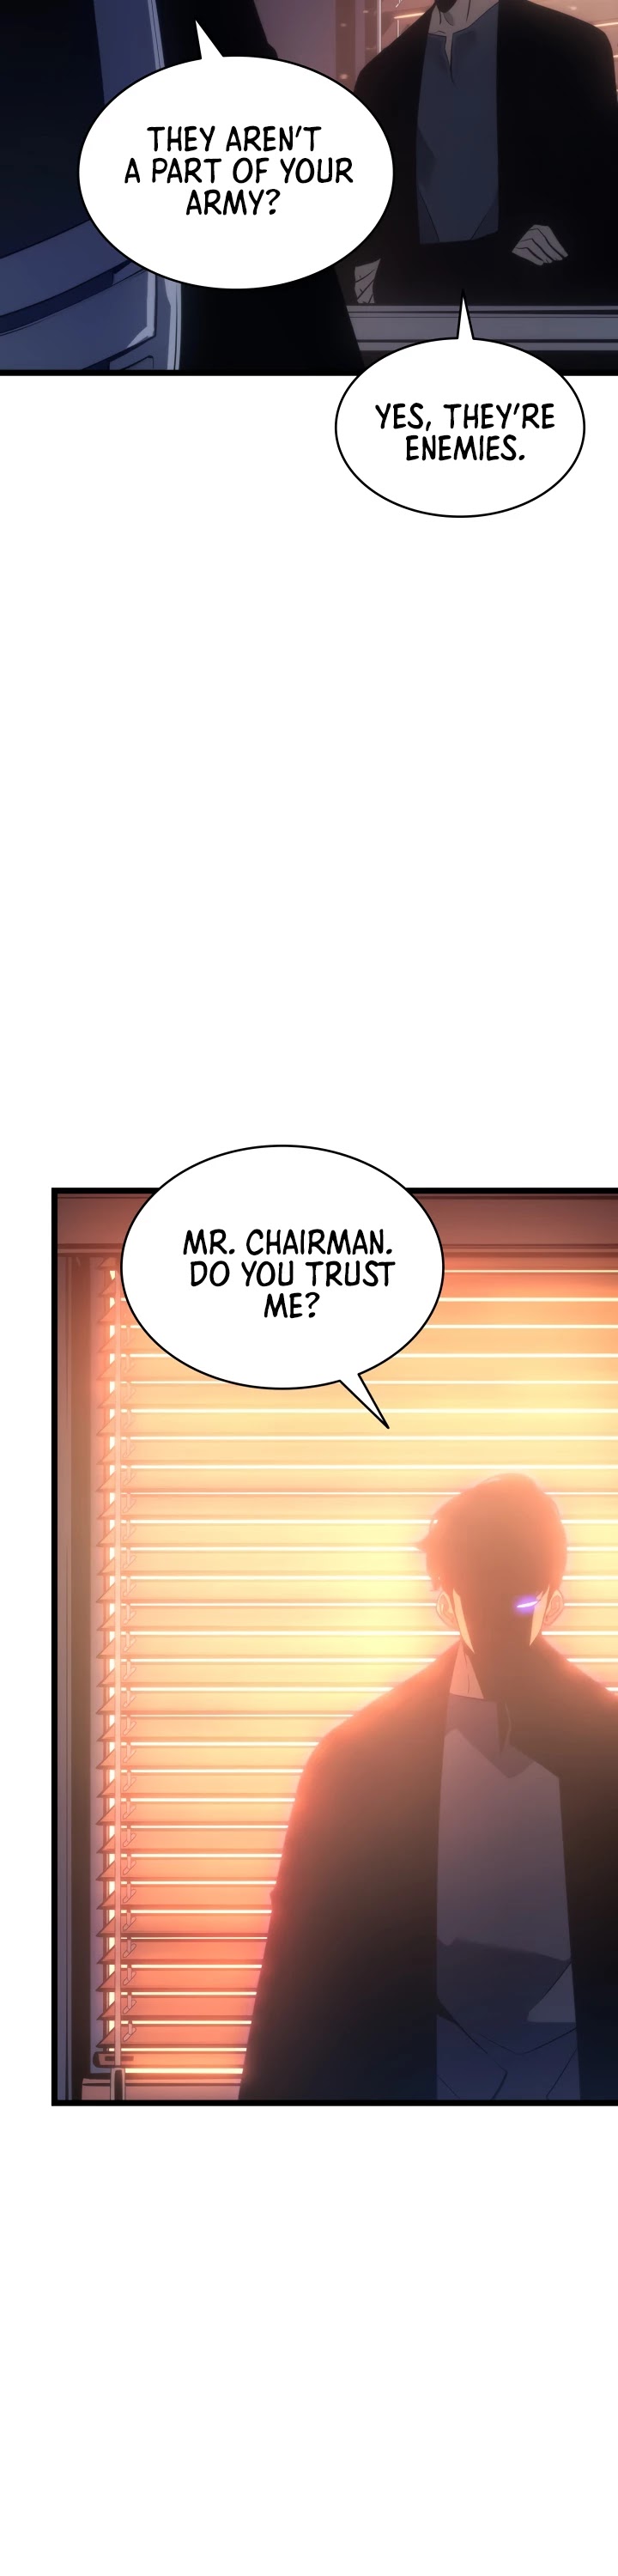 THEY AREN'T
A PART OF YOUR
ARMY?
YES, THEY'RE
ENEMIES.
MR. CHAIRMAN.
DO YOU TRUST
ME?